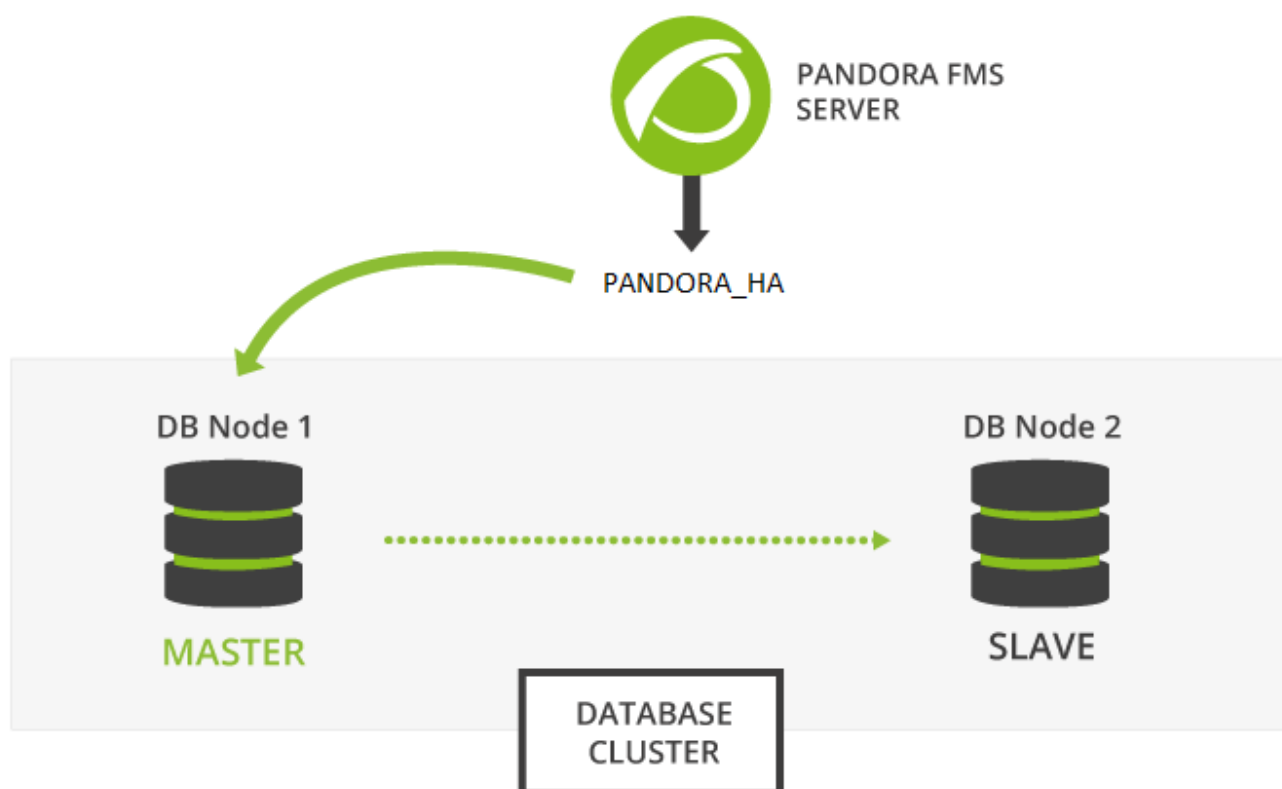 PANDORA FMS
SERVER
PANDORA_HA
DB Node 1
DB Node 2
MASTER
SLAVE
DATABASE
CLUSTER